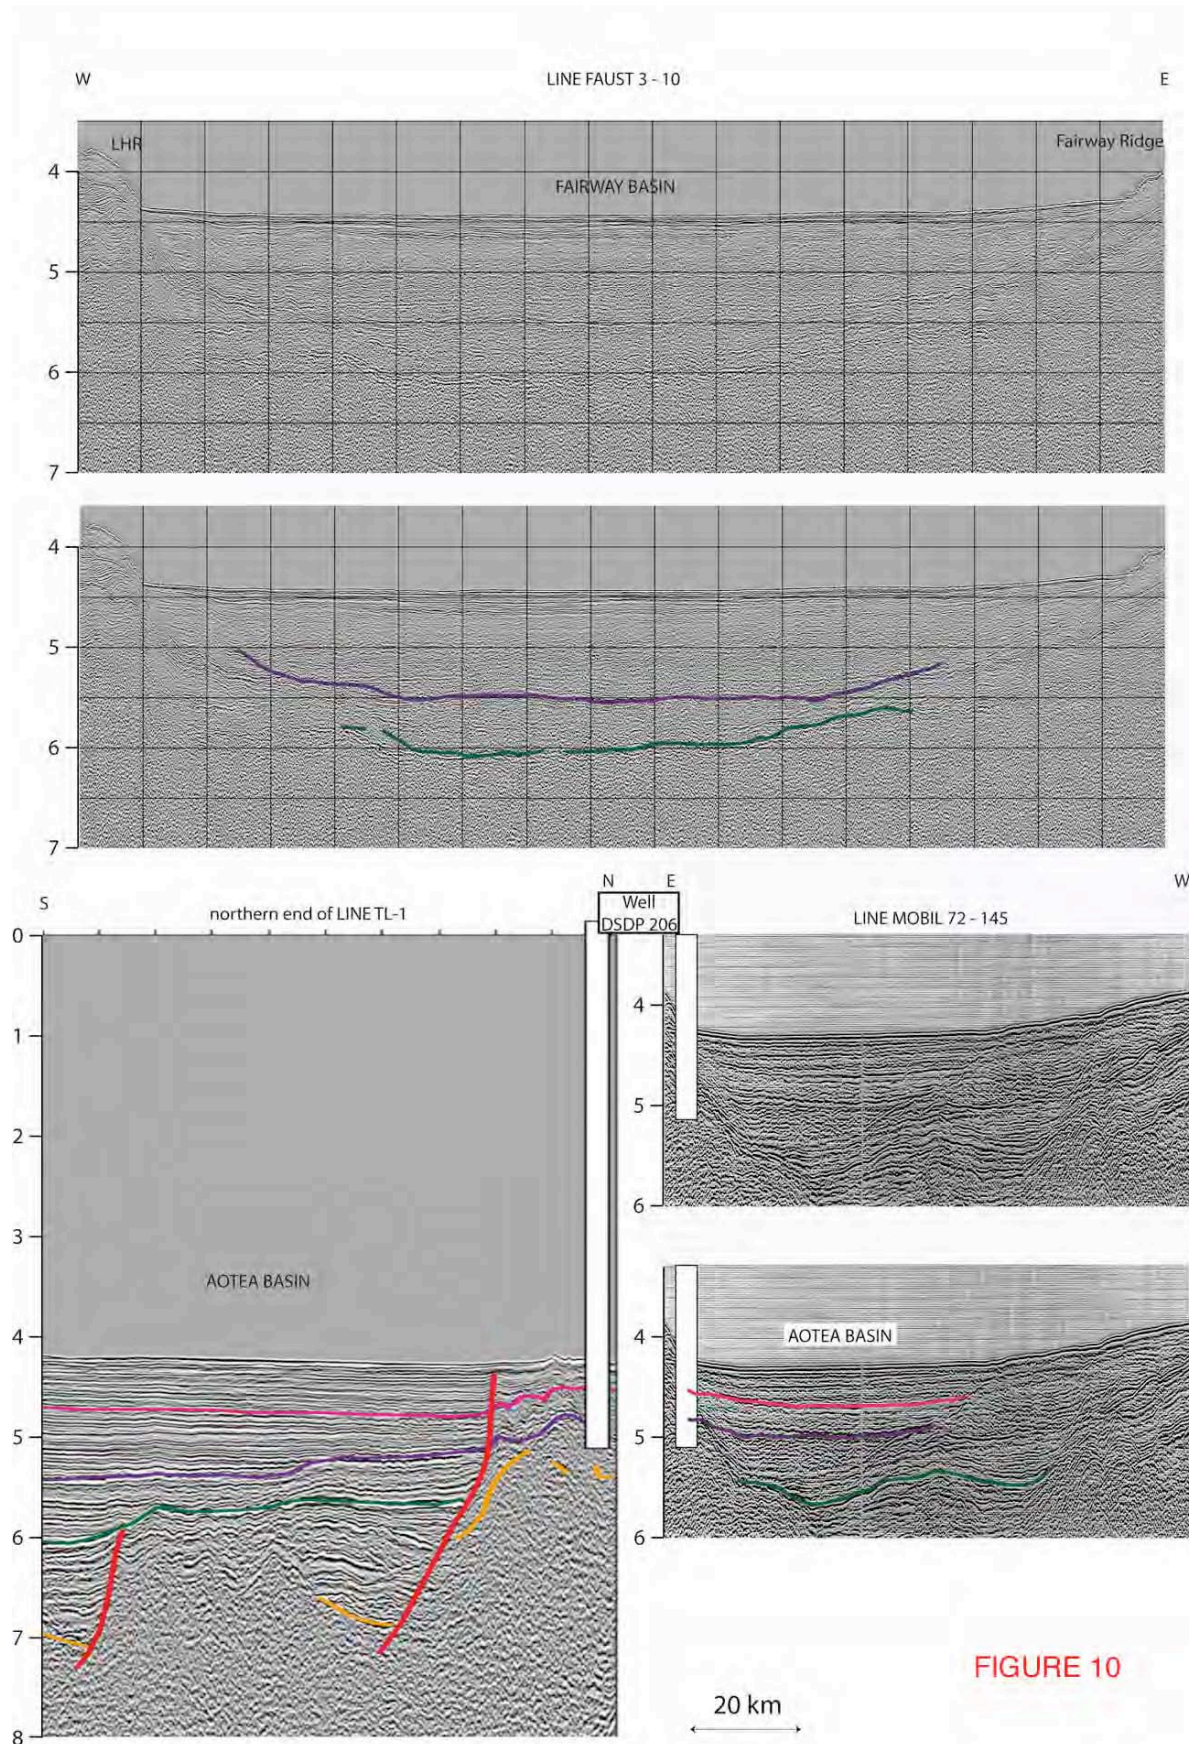 W LINE FAUST 3 - 10 E
LHR Fairway Ridge
4
FAIRWAY BASIN
5
6
7
4
5
6
7
N E W
S northern end of LINE TL-1 Well LINE MOBIL 72 - 145
DSDP 206
0
1
2
3
AOTEA BASIN
4
5
6
7
8
4
5
6
4
AOTEA BASIN
5
6
FIGURE 10
20 km